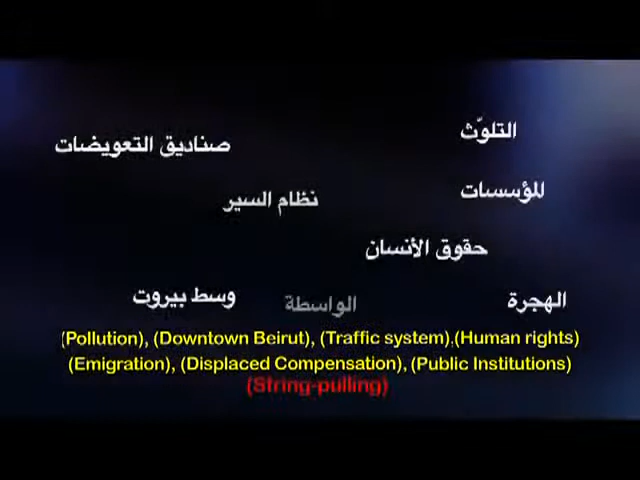 التلوّث
صناديق التعويضات
للمؤسسات
نظام السير
حقوق الأنسان
الهجرة
الواسطة
وسط بيروت
(Pollution), (Downtown Beirut), (Traffic system),(Human rights)
(Emigration), (Displaced Compensation), (Public Institutions)
(String-pulling)